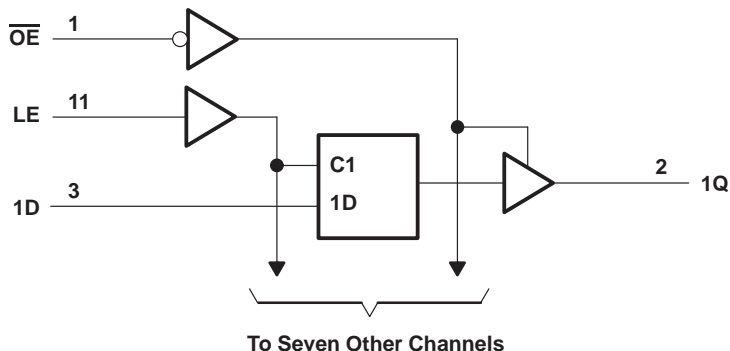 OE
1
LE
11
C1
1D
3
1D
2
1Q
To Seven Other Channels